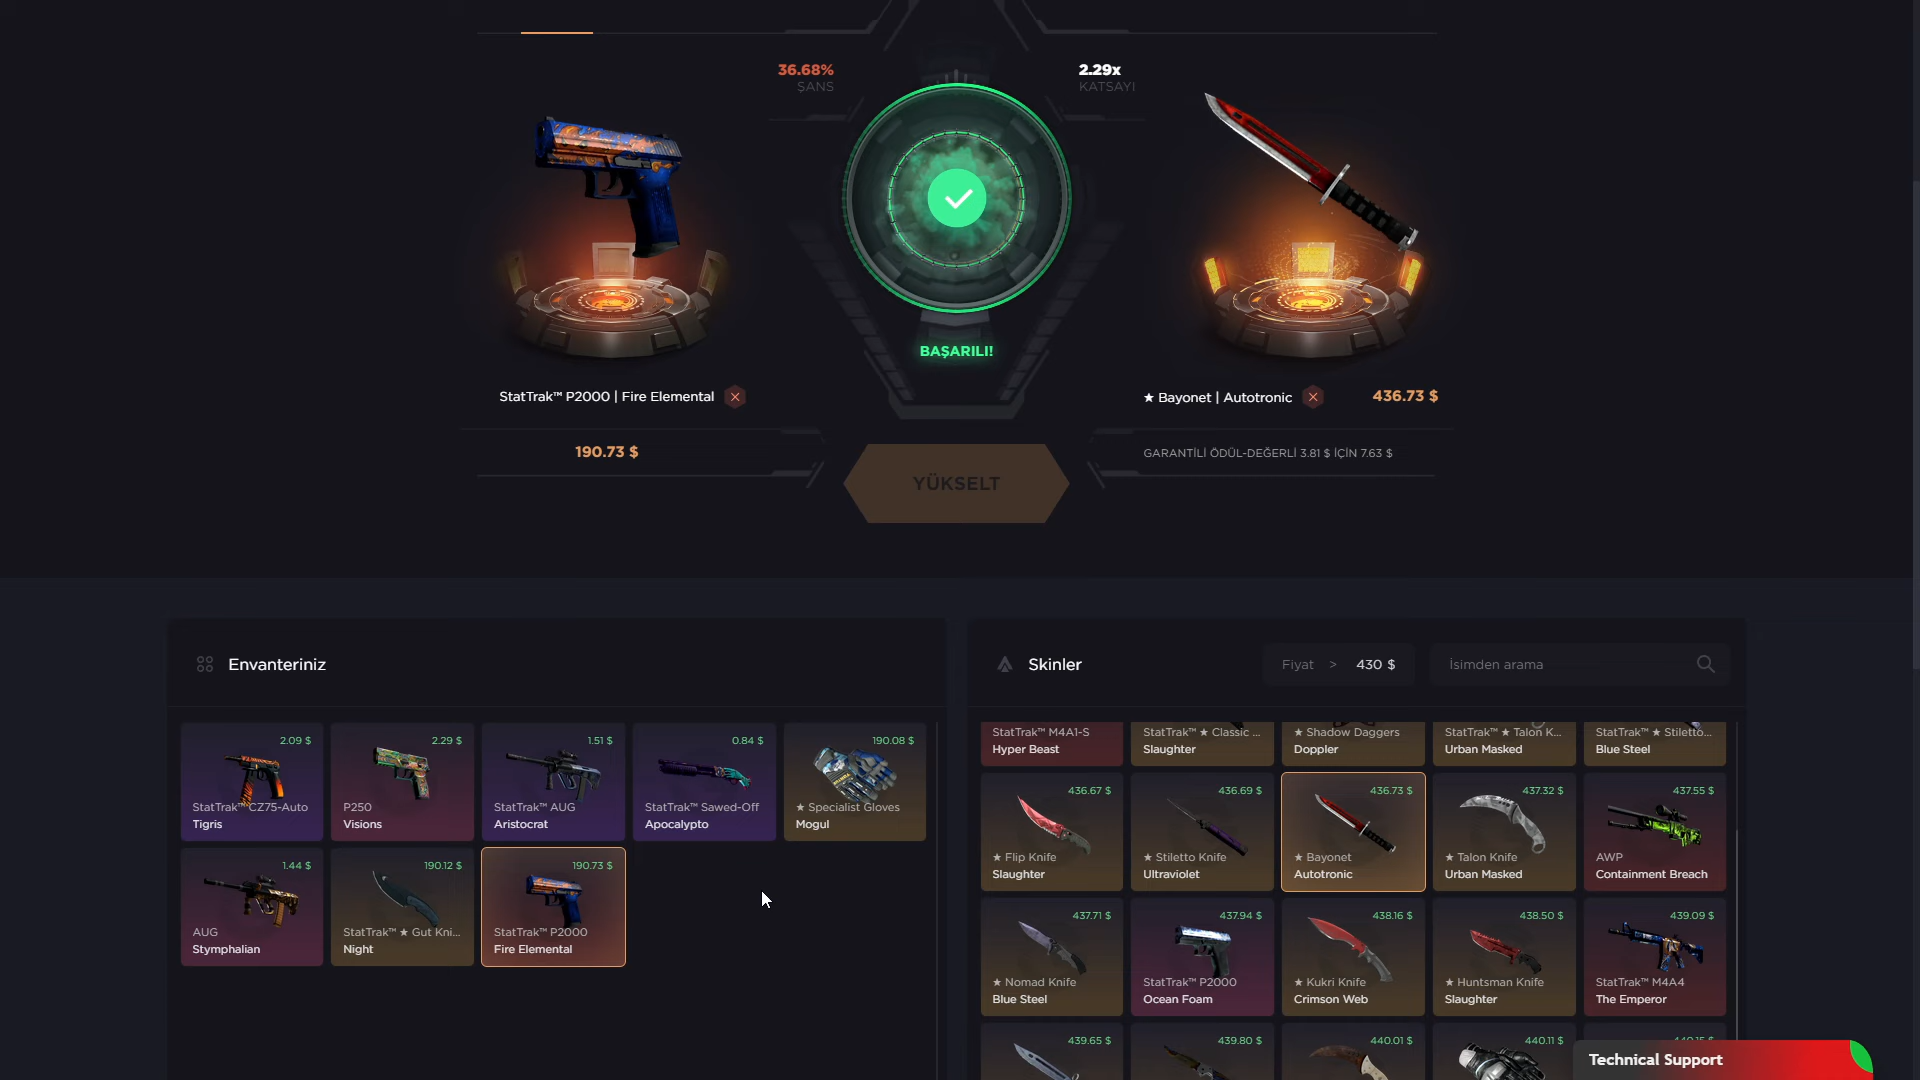 36.68%
ŞANS
2.29x
KATSAYI
BAŞARILI!
StatTrak™ P2000 | Fire Elemental
★ Bayonet | Autotronic
436.73 $
190.73 $
GARANTİLİ ÖDÜL-DEĞERLİ 3.81 $ İÇİN 7.63 $
YÜKSELT
Envanteriniz
2.09 $
StatTrak™ CZ75-Auto
Tigris
2.29 $
P250
Visions
1.51 $
StatTrak™ AUG
Aristocrat
0.84 $
StatTrak™ Sawed-Off
Apocalypto
190.08 $
★ Specialist Gloves
Mogul
1.44 $
AUG
Stymphalian
190.12 $
StatTrak™ ★ Gut Kni...
Night
190.73 $
StatTrak™ P2000
Fire Elemental
Skinler
Fiyat > 430 $
İsimden arama
StatTrak™ M4A1-S
Hyper Beast
StatTrak™ ★ Classic ...
Slaughter
★ Shadow Daggers
Doppler
StatTrak™ ★ Talon K...
Urban Masked
StatTrak™ ★ Stiletto...
Blue Steel
436.67 $
★ Flip Knife
Slaughter
436.69 $
★ Stiletto Knife
Ultraviolet
436.73 $
★ Bayonet
Autotronic
437.32 $
★ Talon Knife
Urban Masked
437.55 $
AWP
Containment Breach
437.71 $
★ Nomad Knife
Blue Steel
437.94 $
StatTrak™ P2000
Ocean Foam
438.16 $
★ Kukri Knife
Crimson Web
438.50 $
★ Huntsman Knife
Slaughter
439.09 $
StatTrak™ M4A4
The Emperor
439.65 $
439.80 $
440.01 $
440.11 $
Technical Support